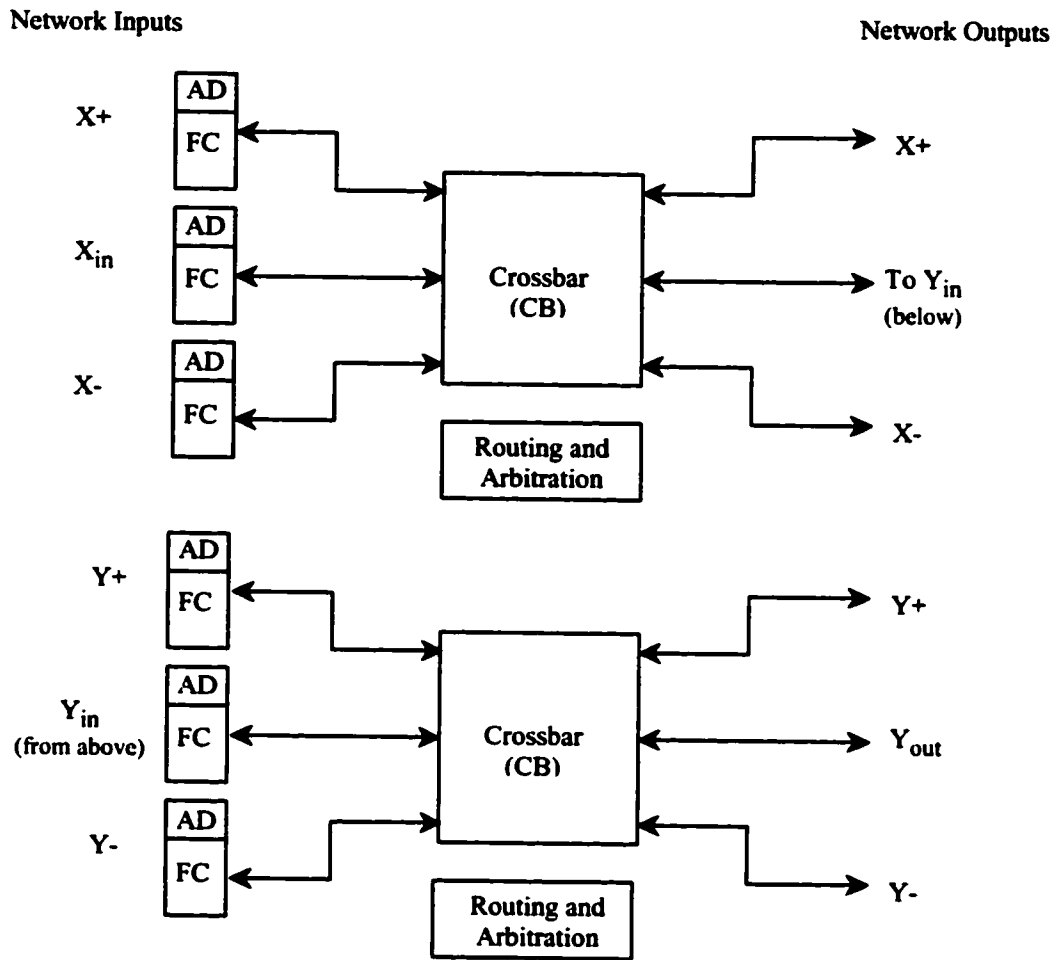 Network Inputs
Network Outputs
AD
X+
FC
X+
AD
Xin
FC
Crossbar
(CB)
To Yin
(below)
AD
X-
FC
X-
Routing and
Arbitration
AD
Y+
FC
Y+
AD
Yin
(from above)
FC
Crossbar
(CB)
Yout
AD
Y-
FC
Y-
Routing and
Arbitration